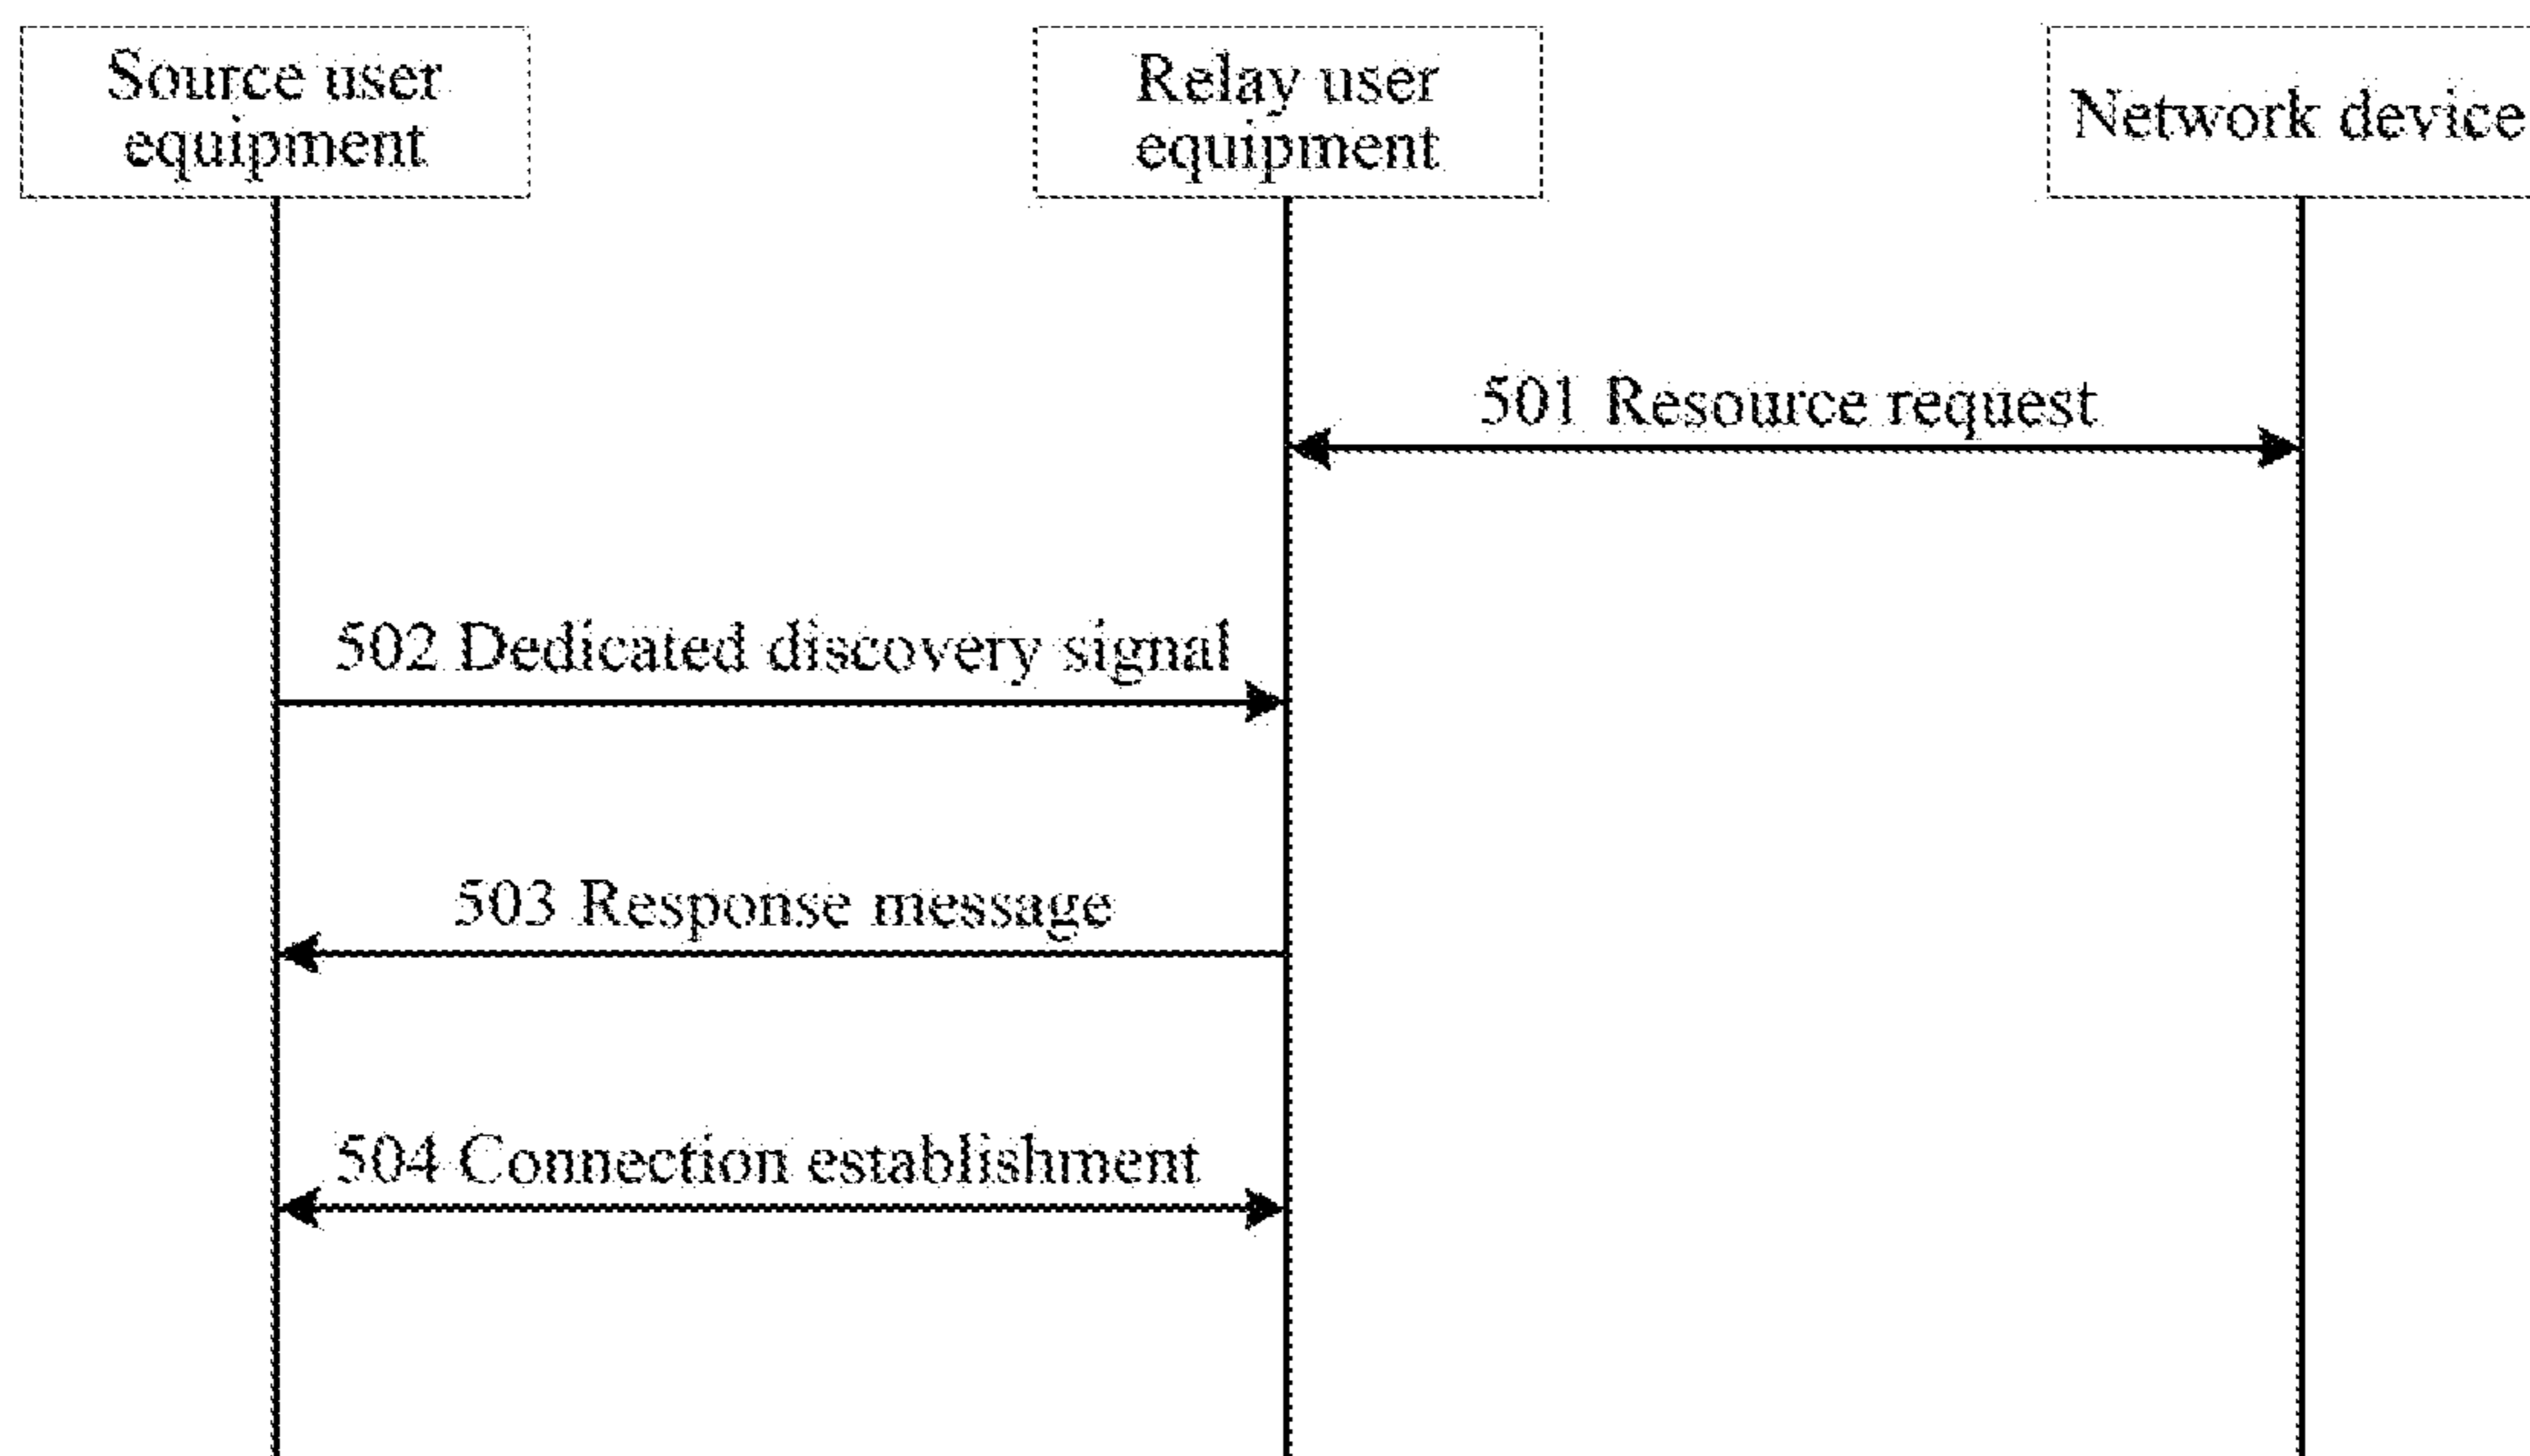 Source user
equipment
Relay user
equipment
Network device
501 Resource request
502 Dedicated discovery signal
503 Response message
504 Connection establishment